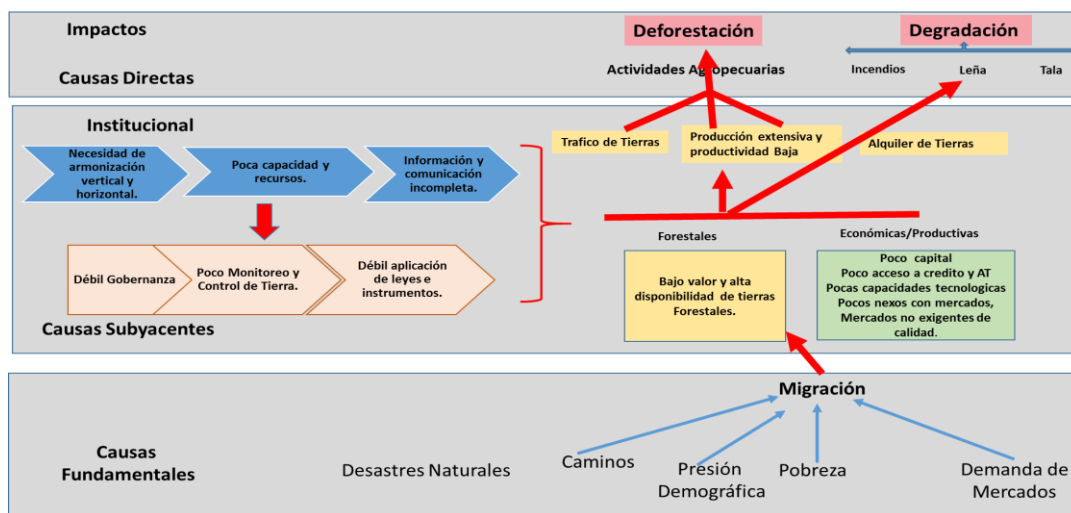 Impactos
Deforestación
Degradación
Causas Directas
Actividades Agropecuarias
Incendios
Leña
Tala
Institucional
Necesidad de
armonización
vertical y
horizontal.
Poca capacidad y
recursos.
Información y
comunicación
incompleta.
Trafico de Tierras
Producción extensiva y
productividad Baja
Alquiler de Tierras
Débil Gobernanza
Poco Monitoreo y
Control de Tierra.
Débil aplicación
de leyes e
instrumentos.
Forestales
Económicas/Productivas
Bajo valor y alta
disponibilidad de tierras
Forestales.
Poco capital
Poco acceso a credito y AT
Pocas capacidades tecnologicas
Pocos nexos con mercados,
Mercados no exigentes de
calidad.
Causas Subyacentes
Migración
Causas
Fundamentales
Desastres Naturales
Caminos
Presión
Demográfica
Pobreza
Demanda de
Mercados